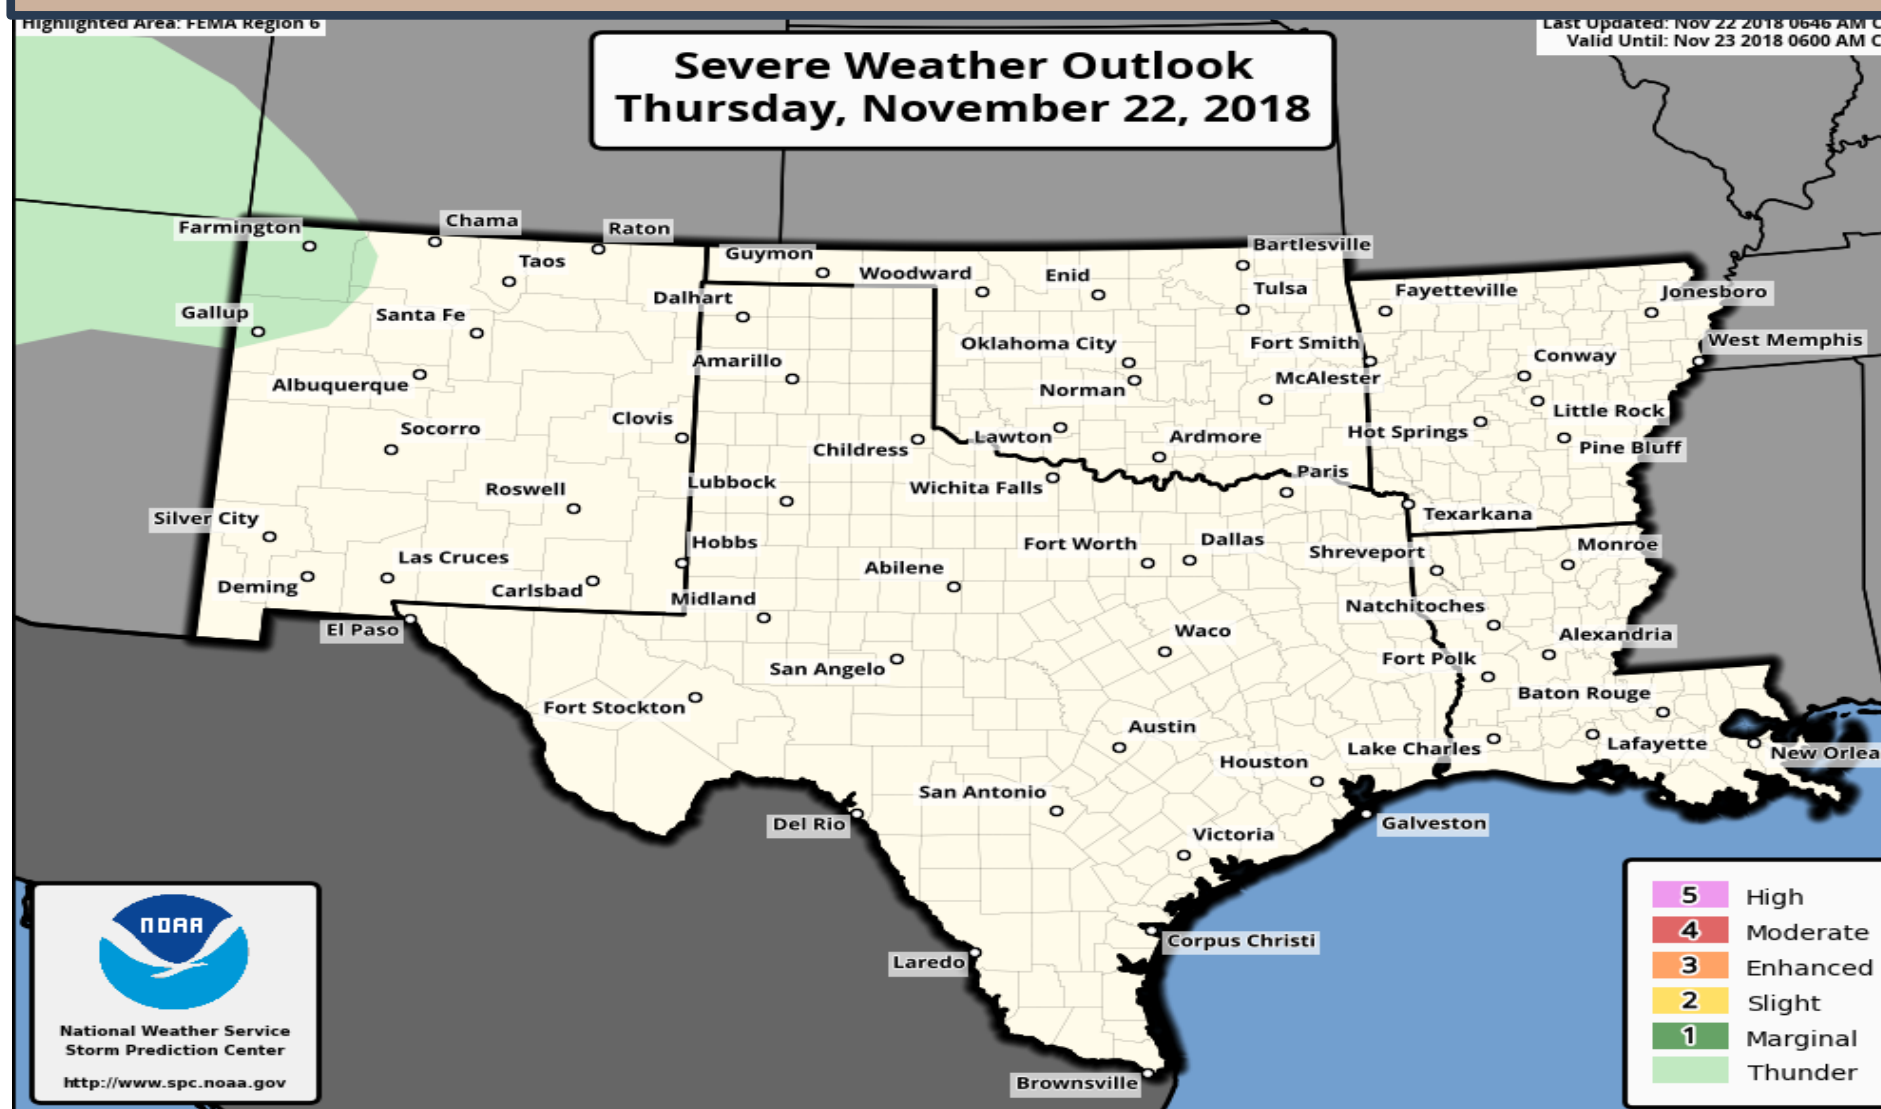 Highlighted Area: FEMA Region 6
Last Updated: Nov 22 2018 0646 AM C
Valid Until: Nov 23 2018 0600 AM C
Severe Weather Outlook
Thursday, November 22, 2018
Farmington
Chama
Raton
Taos
Guymon
Woodward
Enid
Bartlesville
Tulsa
Fayetteville
Jonesboro
Gallup
Santa Fe
Dalhart
Oklahoma City
Fort Smith
Conway
West Memphis
Albuquerque
Amarillo
Norman
McAlester
Little Rock
Socorro
Clovis
Childress
Lawton
Ardmore
Hot Springs
Pine Bluff
Roswell
Lubbock
Wichita Falls
Paris
Texarkana
Silver City
Las Cruces
Hobbs
Fort Worth
Dallas
Shreveport
Monroe
Deming
Carlsbad
Midland
Abilene
Natchitoches
El Paso
San Angelo
Waco
Alexandria
Fort Polk
Fort Stockton
Baton Rouge
Austin
Houston
Lake Charles
Lafayette
New Orlea
San Antonio
Del Rio
Victoria
Galveston
Corpus Christi
Laredo
Brownsville
NOAA
National Weather Service
Storm Prediction Center
http://www.spc.noaa.gov
5 High
4 Moderate
3 Enhanced
2 Slight
1 Marginal
Thunder